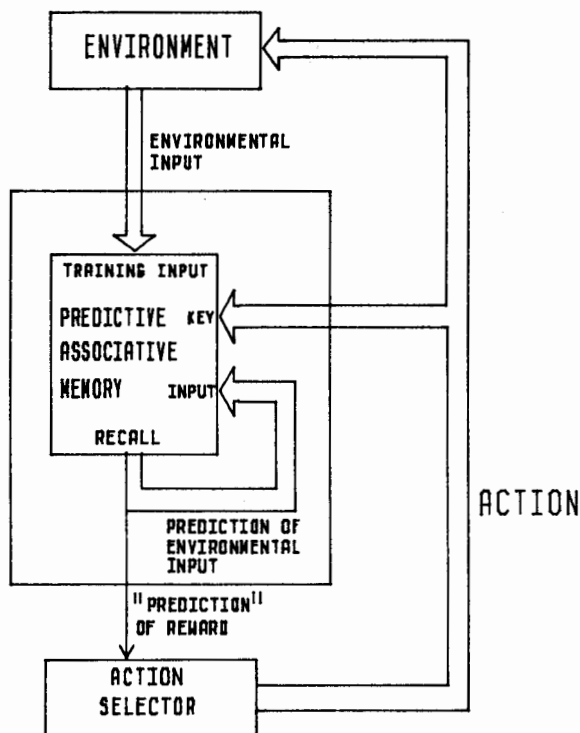 ENVIRONMENT
ENVIRONMENTAL
INPUT
TRAINING INPUT
PREDICTIVE KEY
ASSOCIATIVE
MEMORY INPUT
RECALL
PREDICTION OF
ENVIRONMENTAL
INPUT
ACTION
"PREDICTION"
OF REWARD
ACTION
SELECTOR